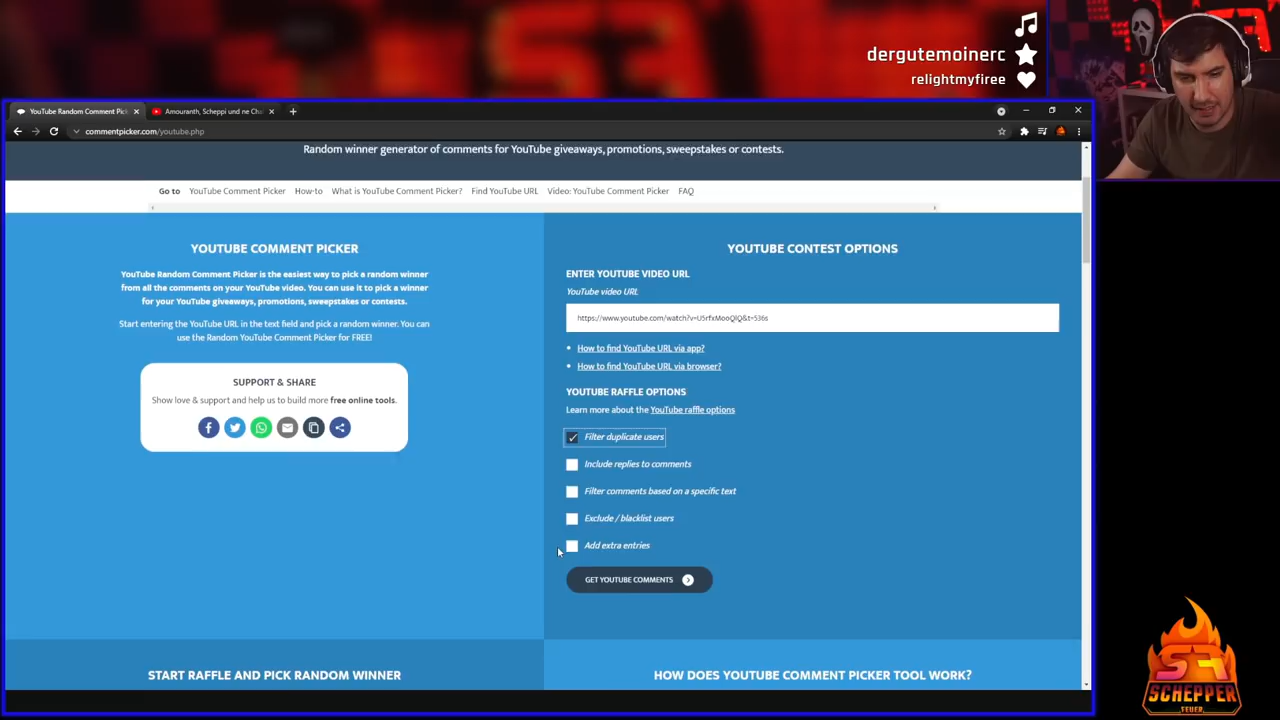 dergutemoinerc
relightmyfiree
YouTube Random Comment Pick
Amouranth, Scheppi und ne Cha
commentpicker.com/youtube.php
Random winner generator of comments for YouTube giveaways, promotions, sweepstakes or contests.
Go to YouTube Comment Picker How-to What is YouTube Comment Picker? Find YouTube URL Video: YouTube Comment Picker FAQ
YOUTUBE COMMENT PICKER
YouTube Random Comment Picker is the easiest way to pick a random winner
from all the comments on your YouTube video. You can use it to pick a winner
for your YouTube giveaways, promotions, sweepstakes or contests.
Start entering the YouTube URL in the text field and pick a random winner. You can
use the Random YouTube Comment Picker for FREE!
SUPPORT & SHARE
Show love & support and help us to build more free online tools.
YOUTUBE CONTEST OPTIONS
ENTER YOUTUBE VIDEO URL
YouTube video URL
https://www.youtube.com/watch?v=U5rfxMooQlQ&t=536s
How to find YouTube URL via app?
How to find YouTube URL via browser?
YOUTUBE RAFFLE OPTIONS
Learn more about the YouTube raffle options
Filter duplicate users
Include replies to comments
Filter comments based on a specific text
Exclude / blacklist users
Add extra entries
GET YOUTUBE COMMENTS
START RAFFLE AND PICK RANDOM WINNER
HOW DOES YOUTUBE COMMENT PICKER TOOL WORK?
SF
SCHEPPER
FEUER